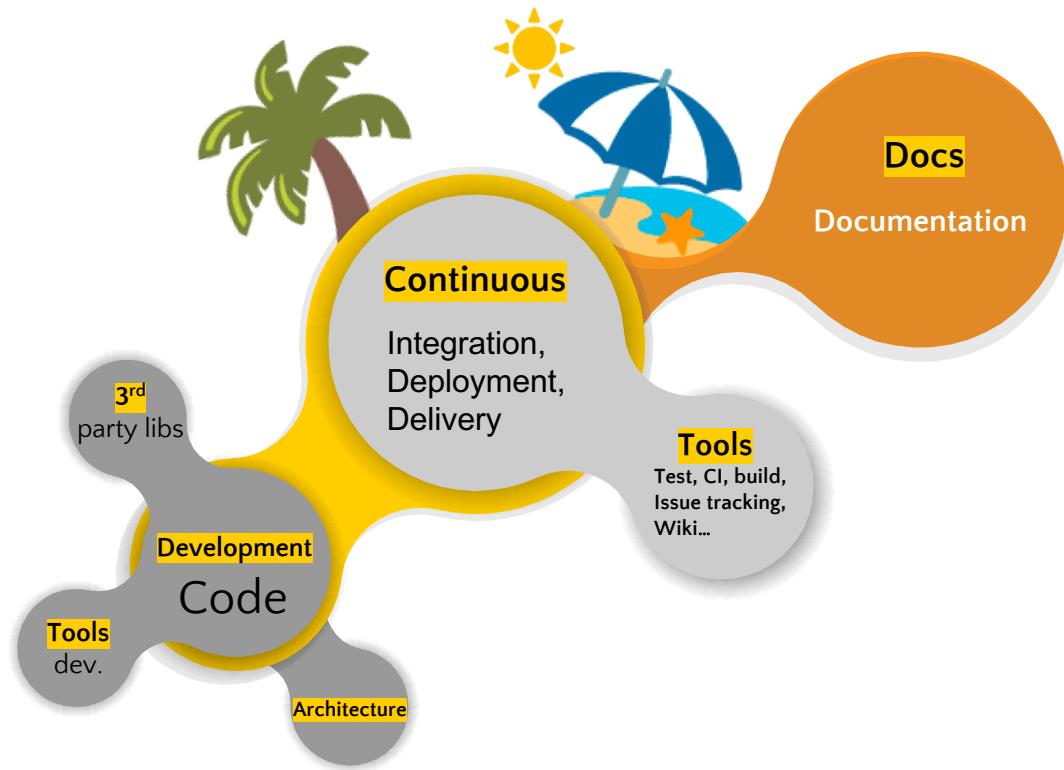 Docs
Documentation
Continuous
Integration,
Deployment,
Delivery
Tools
Test, CI, build,
Issue tracking,
Wiki…
3rd
party libs
Development
Code
Tools
dev.
Architecture